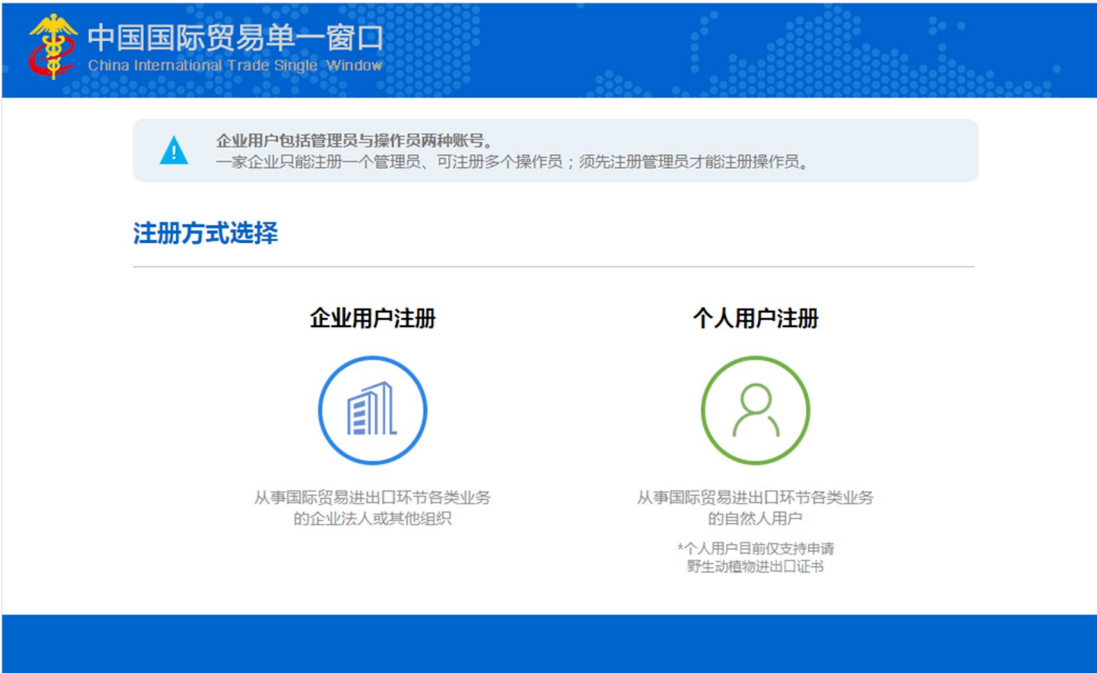 中国国际贸易单一窗口
China International Trade Single Window
企业用户包括管理员与操作员两种账号。
一家企业只能注册一个管理员、可注册多个操作员；须先注册管理员才能注册操作员。
注册方式选择
企业用户注册
从事国际贸易进出口环节各类业务
的企业法人或其他组织
个人用户注册
从事国际贸易进出口环节各类业务
的自然人用户
*个人用户目前仅支持申请
野生动植物进出口证书